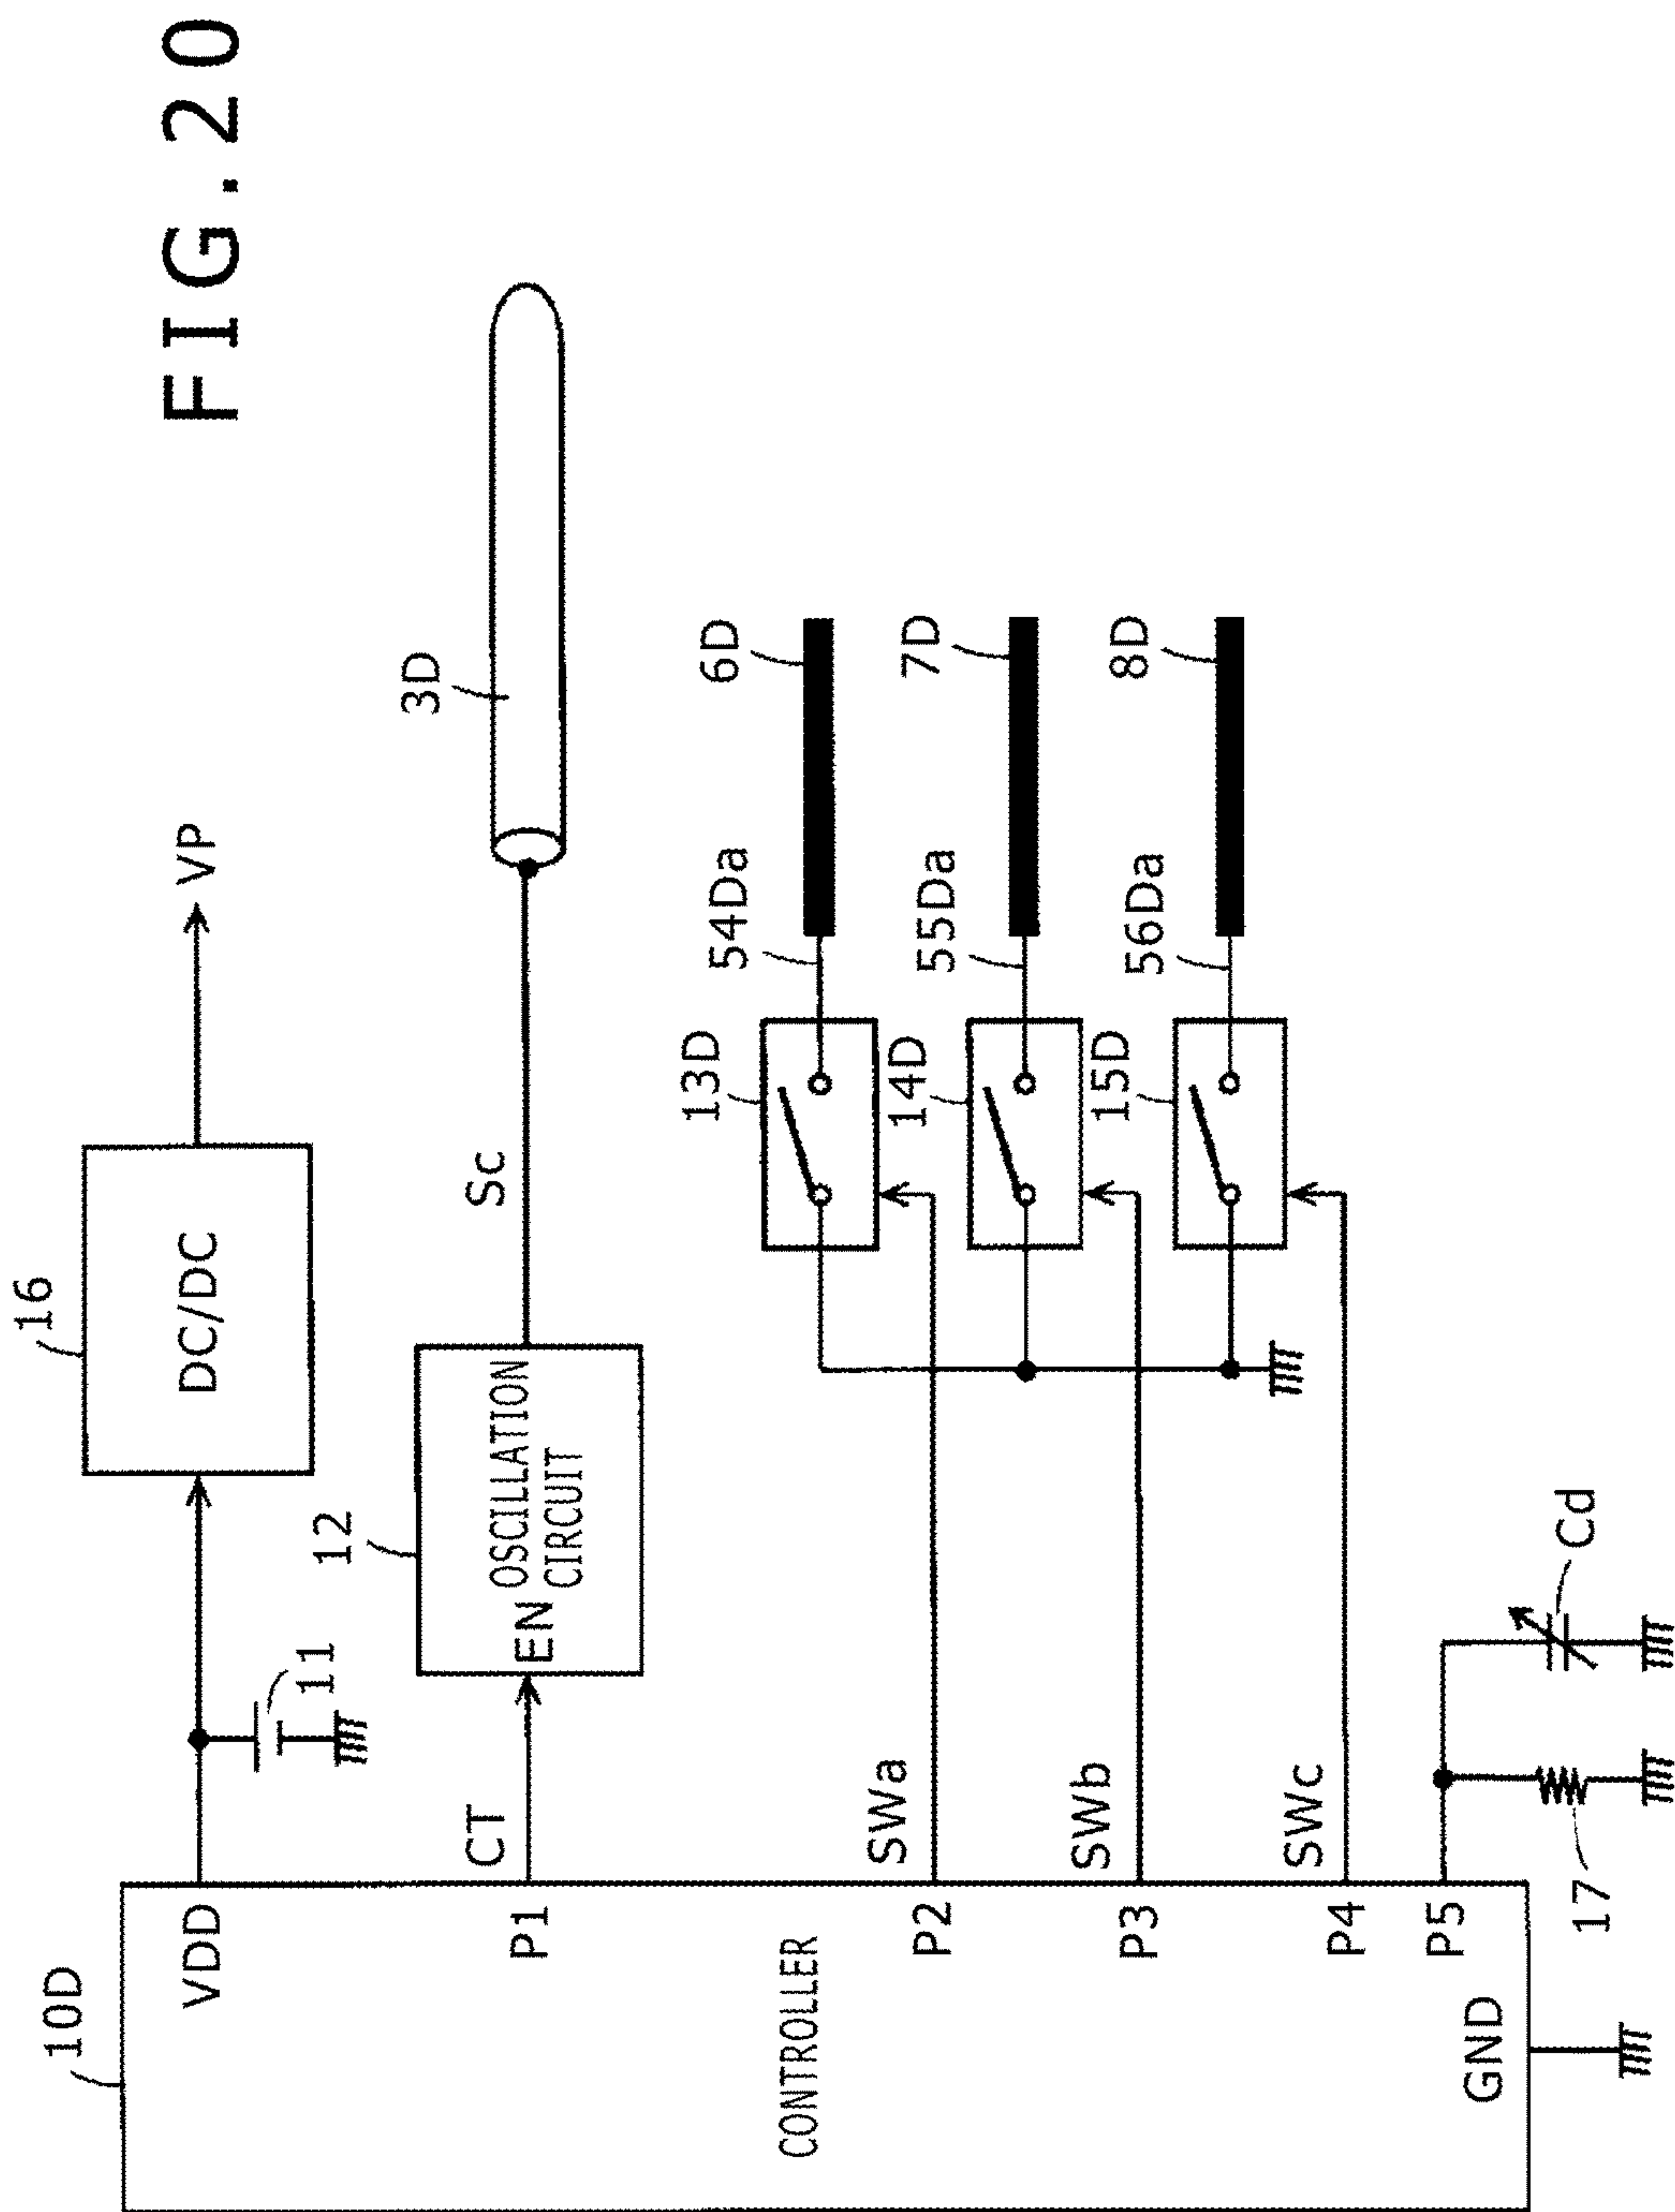 FIG.20
16
DC/DC
VP
10D
VDD
11
12
CT
EN
OSCILLATION
CIRCUIT
Sc
3D
P1
CONTROLLER
13D
54Da
6D
SWa
P2
14D
55Da
7D
SWb
P3
15D
56Da
8D
SWc
P4
P5
GND
17
Cd